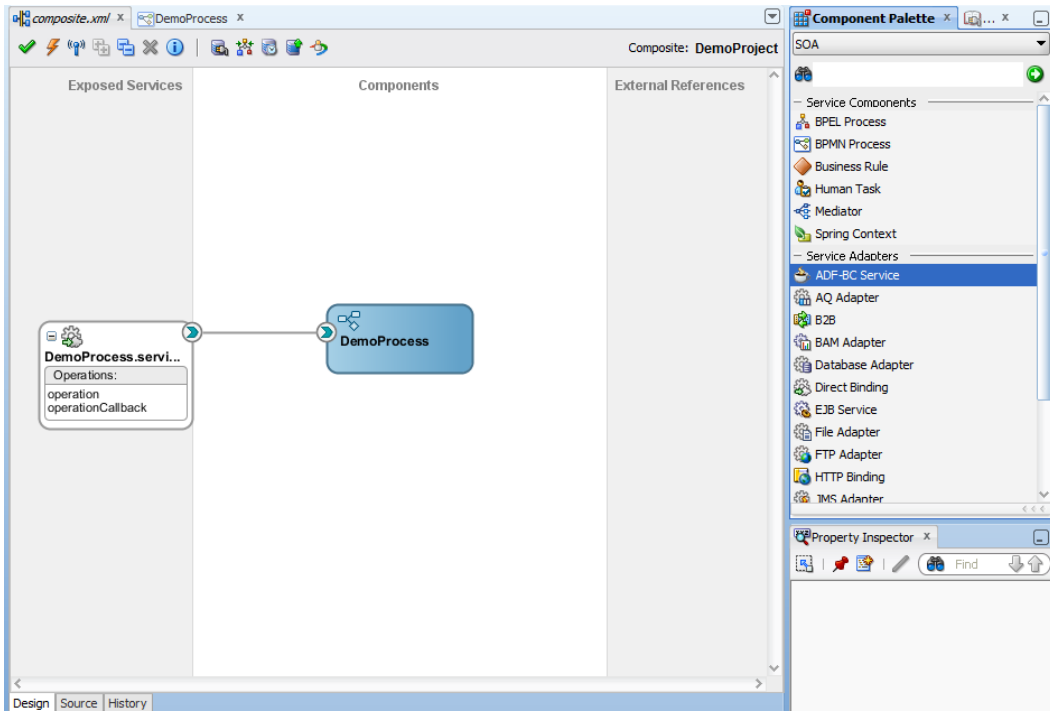 composite.xml x DemoProcess x
Composite: DemoProject
Exposed Services Components External References
DemoProcess.servi...
Operations:
operation
operationCallback
DemoProcess
Design Source History
Component Palette x ... x
SOA
Service Components
BPEL Process
BPMN Process
Business Rule
Human Task
Mediator
Spring Context
Service Adapters
ADF-BC Service
AQ Adapter
B2B
BAM Adapter
Database Adapter
Direct Binding
EJB Service
File Adapter
FTP Adapter
HTTP Binding
JMS Adapter
Property Inspector x
Find